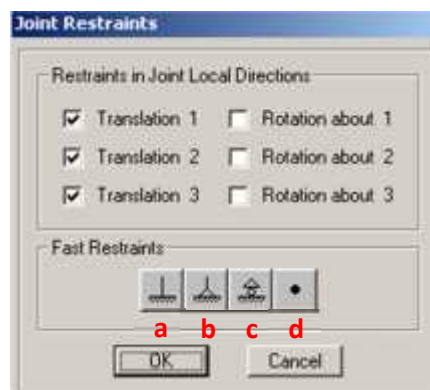 Joint Restraints
Restraints in Joint Local Directions
Translation 1 Rotation about 1
Translation 2 Rotation about 2
Translation 3 Rotation about 3
Fast Restraints
a b c d
OK Cancel